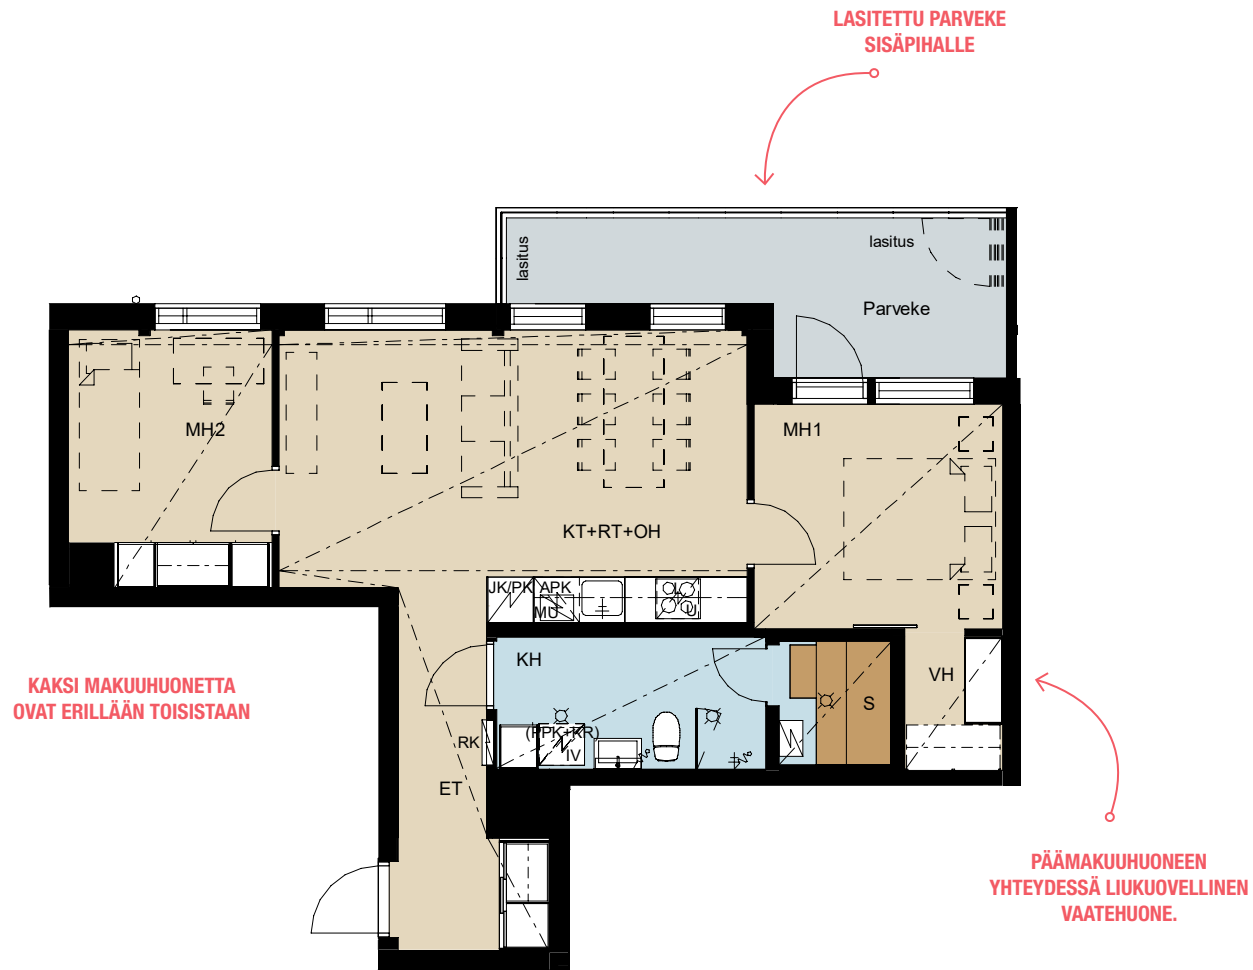 LASITETTU PARVEKE
SISÄPIHALLE
lasitus
lasitus
Parveke
MH2
MH1
KT+RT+OH
JK/PK APK
MU
U
KH
VH
S
KAKSI MAKUUHUONETTA
OVAT ERILLÄÄN TOISISTAAN
(PPK+KR)
RK
IV
ET
PÄÄMAKUUHUONEEN
YHTEYDESSÄ LIUKUOVELLINEN
VAATEHUONE.